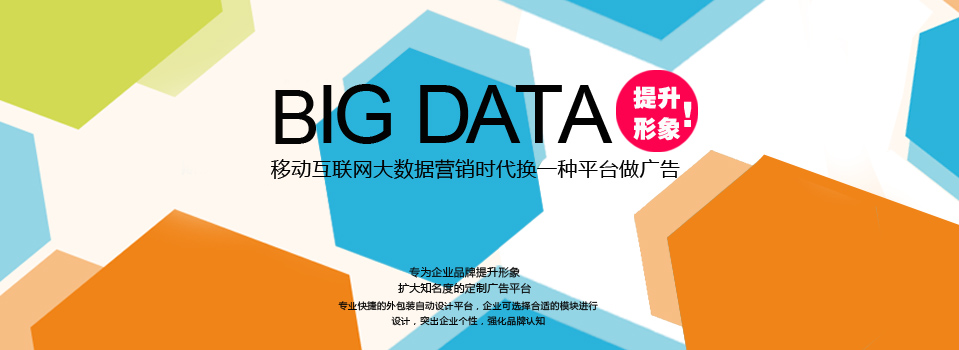 BIG DATA
提升
形象!
移动互联网大数据营销时代换一种平台做广告
专为企业品牌提升形象
扩大知名度的定制广告平台
专业快捷的外包装自动设计平台，企业可选择合适的模块进行
设计，突出企业个性，强化品牌认知